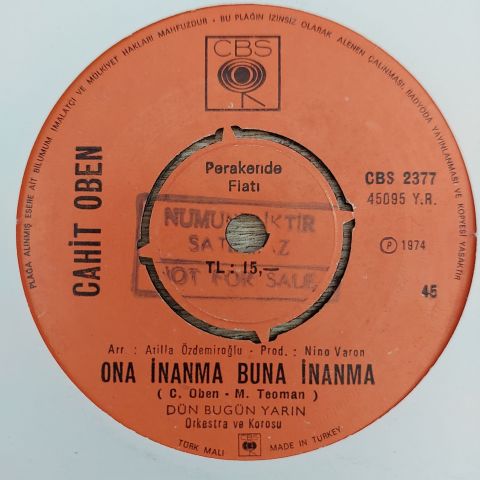 PLAĞA ALINMIŞ ESERE AİT BİLUMUM İMALATÇI VE MÜLKİYET HAKLARI MAHFUZDUR - BU PLAĞIN İZİNSİZ OLARAK ALENEN ÇALINMASI, RADYODA YAYINLANMASI VE KOPYESİ YASAKTIR
CBS
CAHİT OBEN
Perakende
Fiatı
CBS 2377
45095 Y.R.
NUMUNELİKTİR
SATILMAZ
NOT FOR SALE
TL : 15,—
℗ 1974
45
Arr : Atilla Özdemiroğlu - Prod. : Nino Varon
ONA İNANMA BUNA İNANMA
( C. Oben - M. Teoman )
DÜN BUGÜN YARIN
Orkestra ve Korosu
TÜRK MALI
CBS
MADE IN TURKEY